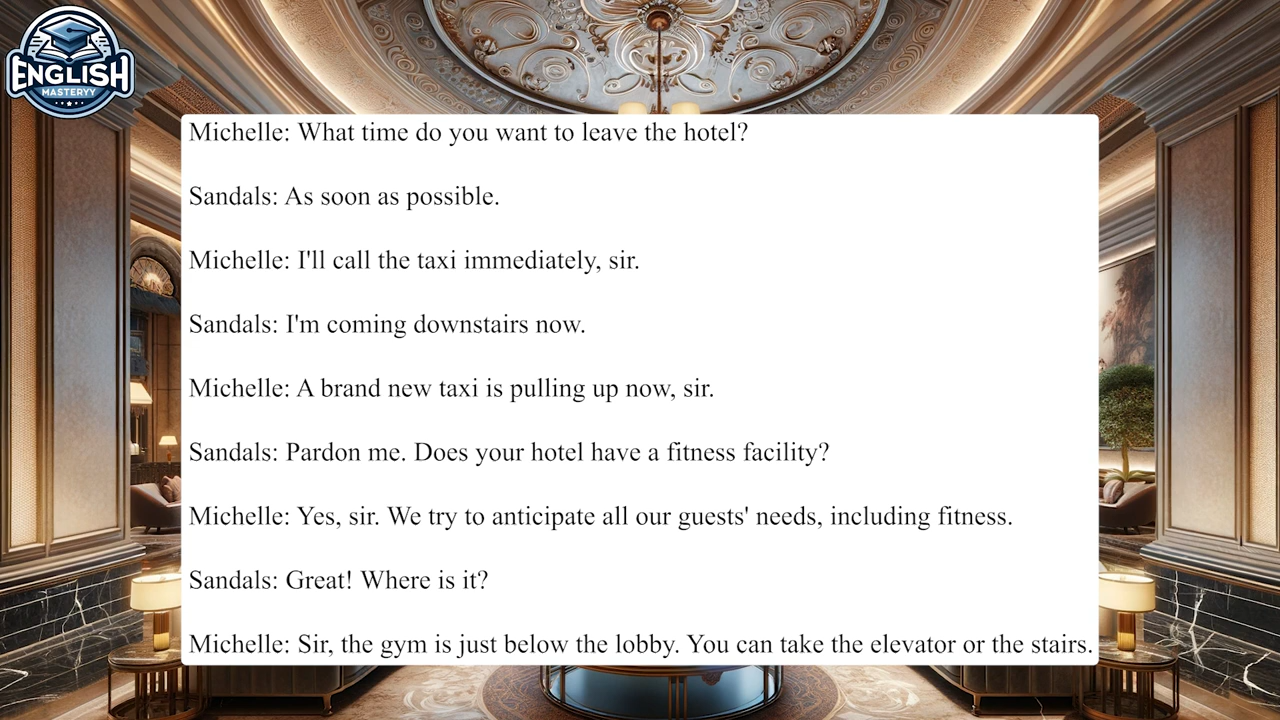 ENGLISH
MASTERYY
Michelle: What time do you want to leave the hotel?
Sandals: As soon as possible.
Michelle: I'll call the taxi immediately, sir.
Sandals: I'm coming downstairs now.
Michelle: A brand new taxi is pulling up now, sir.
Sandals: Pardon me. Does your hotel have a fitness facility?
Michelle: Yes, sir. We try to anticipate all our guests' needs, including fitness.
Sandals: Great! Where is it?
Michelle: Sir, the gym is just below the lobby. You can take the elevator or the stairs.